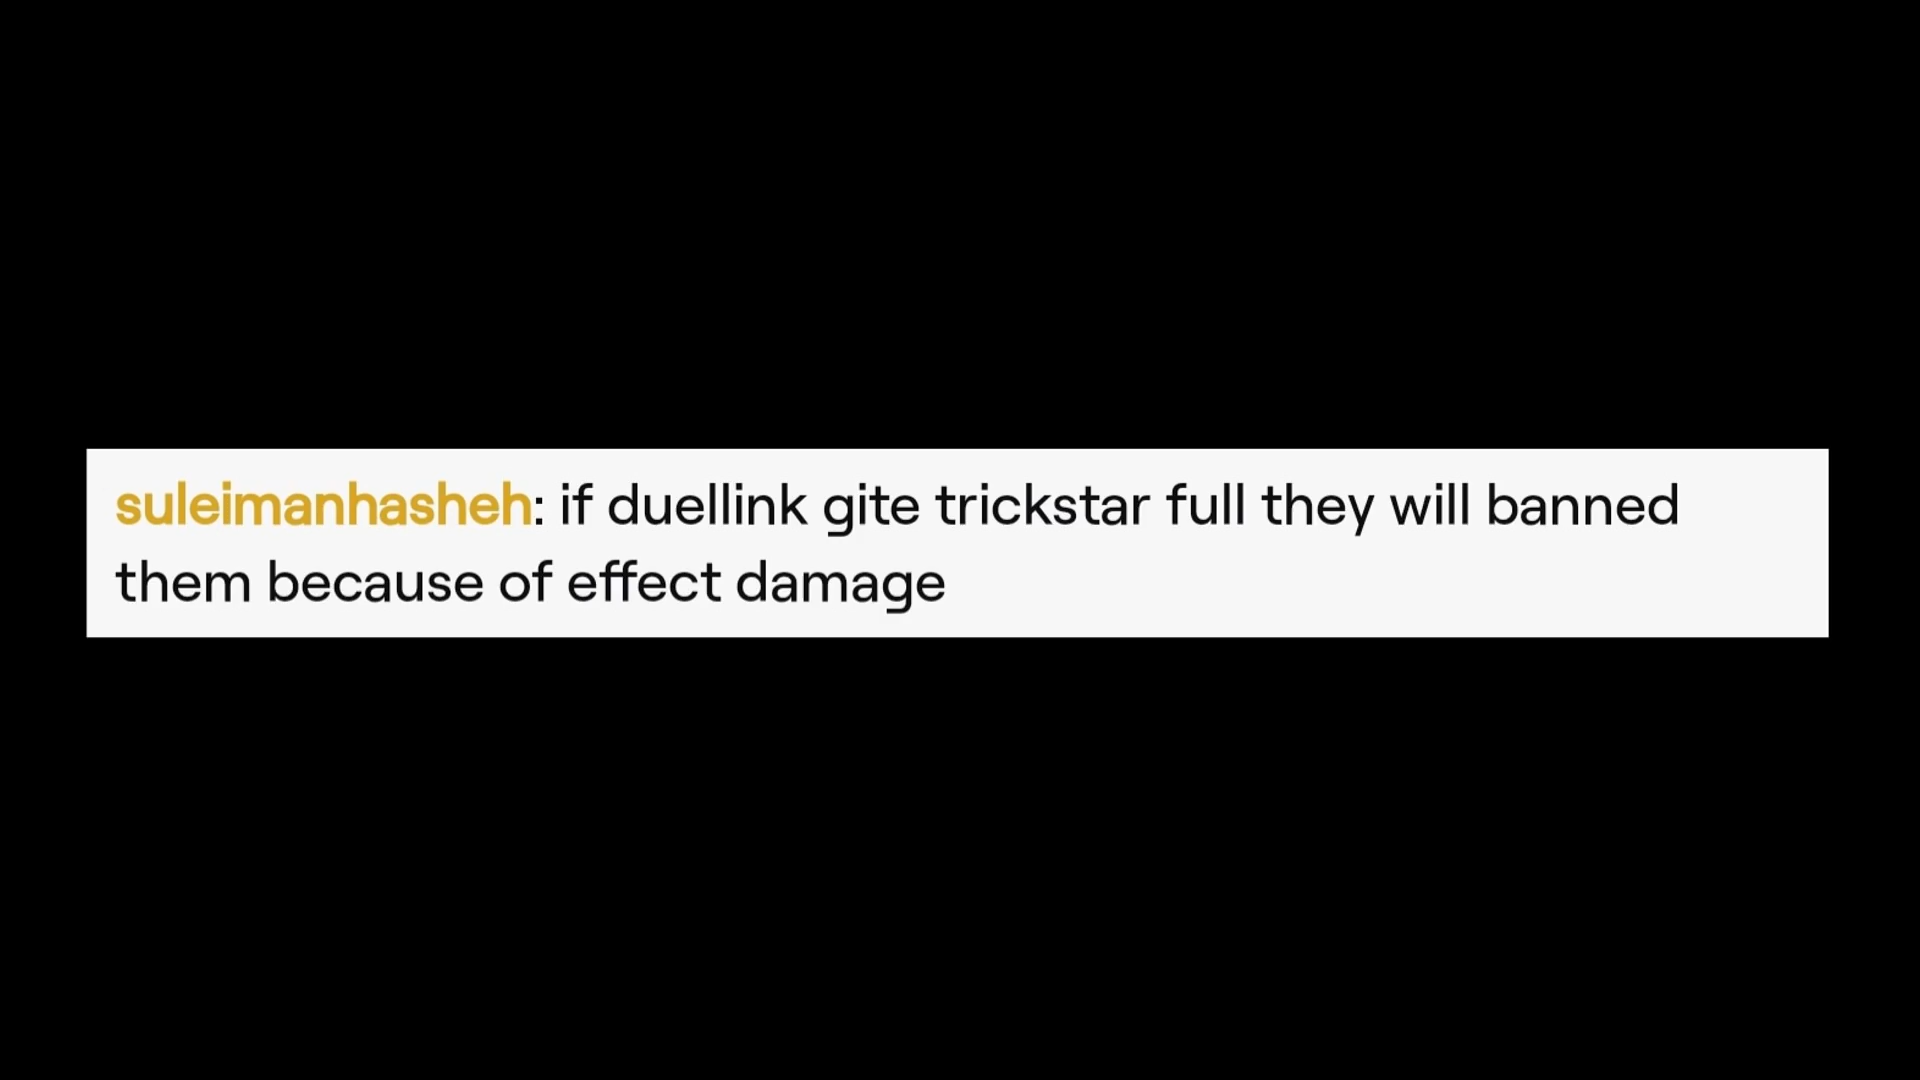 suleimanhasheh: if duellink gite trickstar full they will banned
them because of effect damage